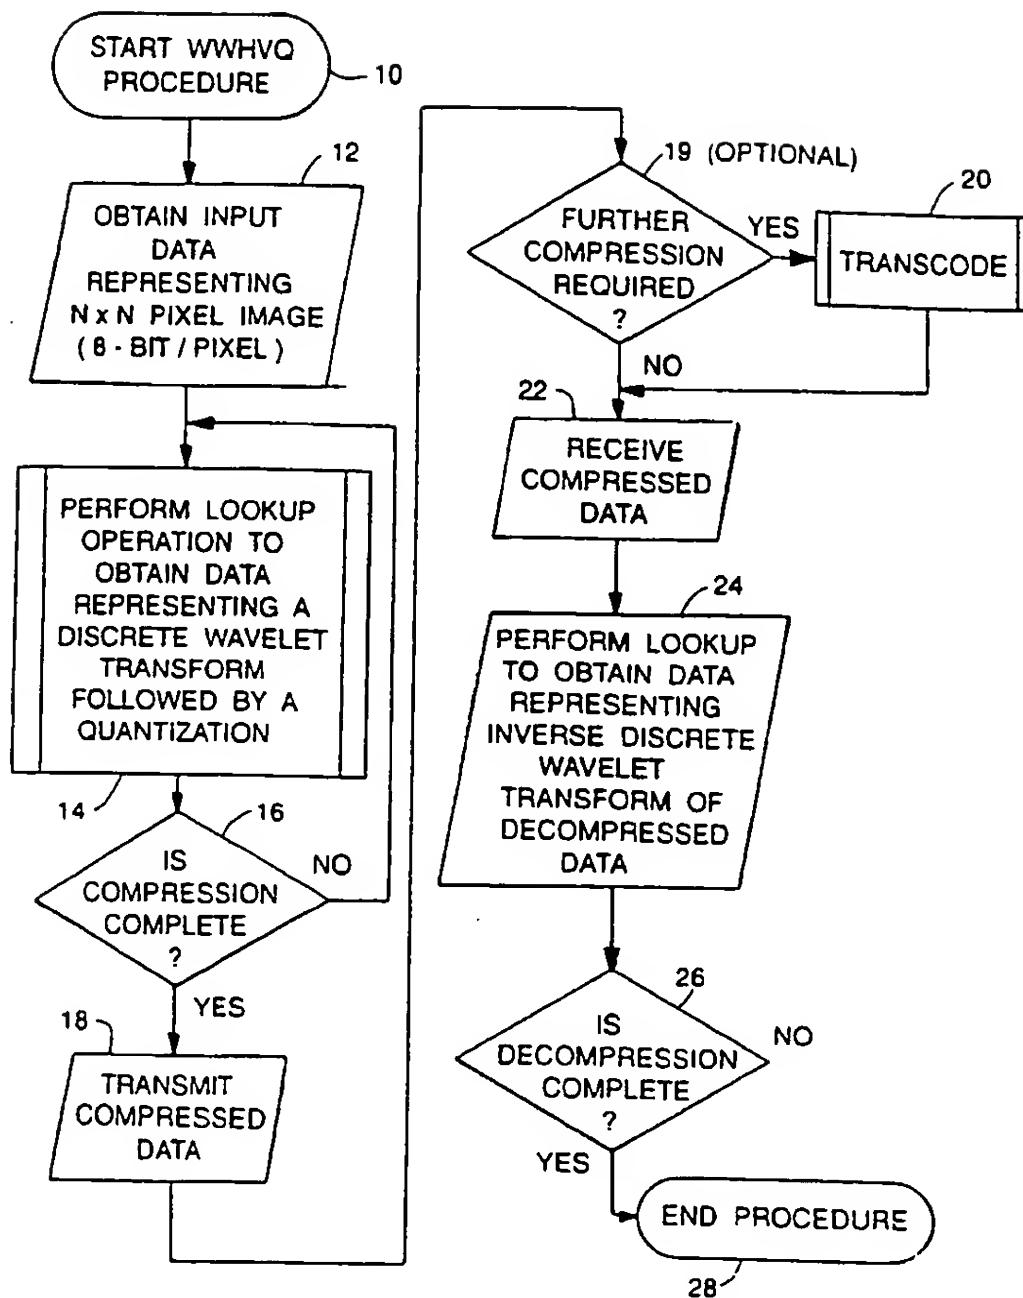 START WWHVQ
PROCEDURE
10
12
OBTAIN INPUT
DATA
REPRESENTING
N x N PIXEL IMAGE
( 8 - BIT / PIXEL )
PERFORM LOOKUP
OPERATION TO
OBTAIN DATA
REPRESENTING A
DISCRETE WAVELET
TRANSFORM
FOLLOWED BY A
QUANTIZATION
14
16
IS
COMPRESSION
COMPLETE
?
NO
YES
18
TRANSMIT
COMPRESSED
DATA
19 (OPTIONAL)
FURTHER
COMPRESSION
REQUIRED
?
YES
20
TRANSCODE
NO
22
RECEIVE
COMPRESSED
DATA
24
PERFORM LOOKUP
TO OBTAIN DATA
REPRESENTING
INVERSE DISCRETE
WAVELET
TRANSFORM OF
DECOMPRESSED
DATA
26
IS
DECOMPRESSION
COMPLETE
?
NO
YES
END PROCEDURE
28